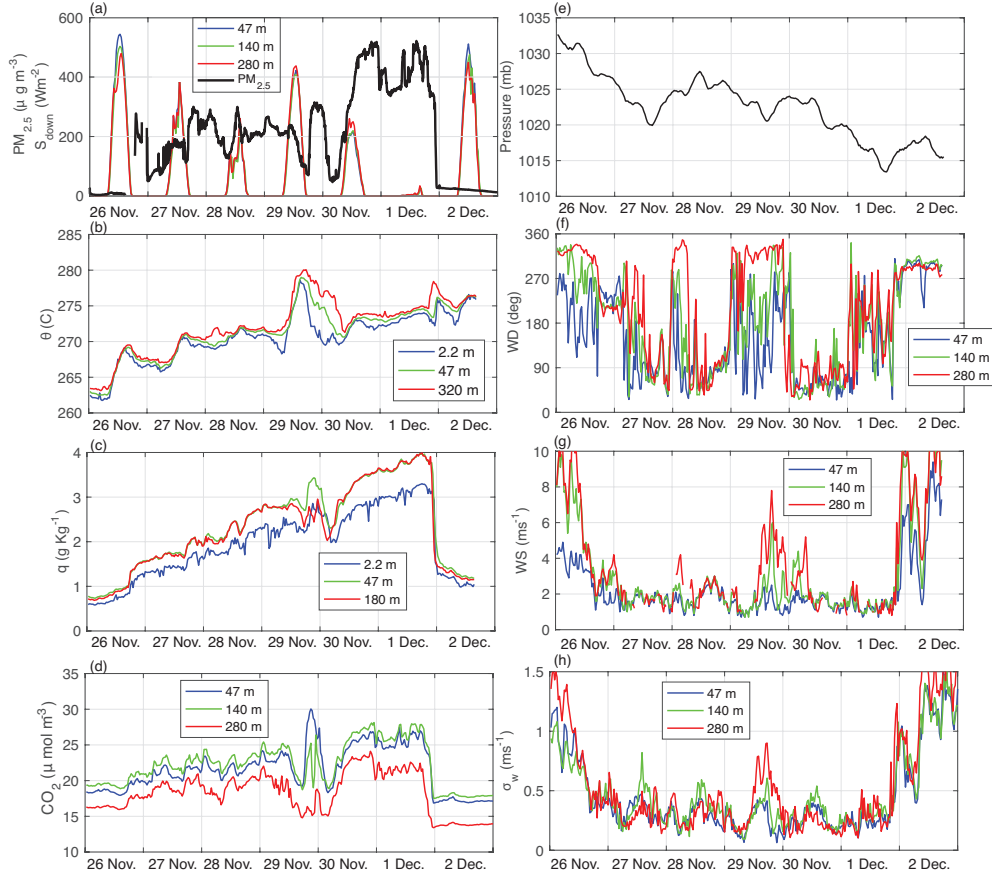 (a)
47 m
140 m
280 m
PM2.5
600
400
200
0
PM2.5 (μ g m-3)
Sdown (Wm-2)
26 Nov. 27 Nov. 28 Nov. 29 Nov. 30 Nov. 1 Dec. 2 Dec.
(b)
285
280
275
270
265
260
θ (C)
2.2 m
47 m
320 m
26 Nov. 27 Nov. 28 Nov. 29 Nov. 30 Nov. 1 Dec. 2 Dec.
(c)
4
3
2
1
0
q (g Kg-1)
2.2 m
47 m
180 m
26 Nov. 27 Nov. 28 Nov. 29 Nov. 30 Nov. 1 Dec. 2 Dec.
(d)
35
30
25
20
15
10
CO2 (μ mol m-3)
47 m
140 m
280 m
26 Nov. 27 Nov. 28 Nov. 29 Nov. 30 Nov. 1 Dec. 2 Dec.
(e)
1035
1030
1025
1020
1015
1010
Pressure (mb)
26 Nov. 27 Nov. 28 Nov. 29 Nov. 30 Nov. 1 Dec. 2 Dec.
(f)
360
270
180
90
0
WD (deg)
47 m
140 m
280 m
26 Nov. 27 Nov. 28 Nov. 29 Nov. 30 Nov. 1 Dec. 2 Dec.
(g)
10
8
6
4
2
0
WS (ms-1)
47 m
140 m
280 m
26 Nov. 27 Nov. 28 Nov. 29 Nov. 30 Nov. 1 Dec. 2 Dec.
(h)
1.5
1
0.5
0
σw (ms-1)
47 m
140 m
280 m
26 Nov. 27 Nov. 28 Nov. 29 Nov. 30 Nov. 1 Dec. 2 Dec.